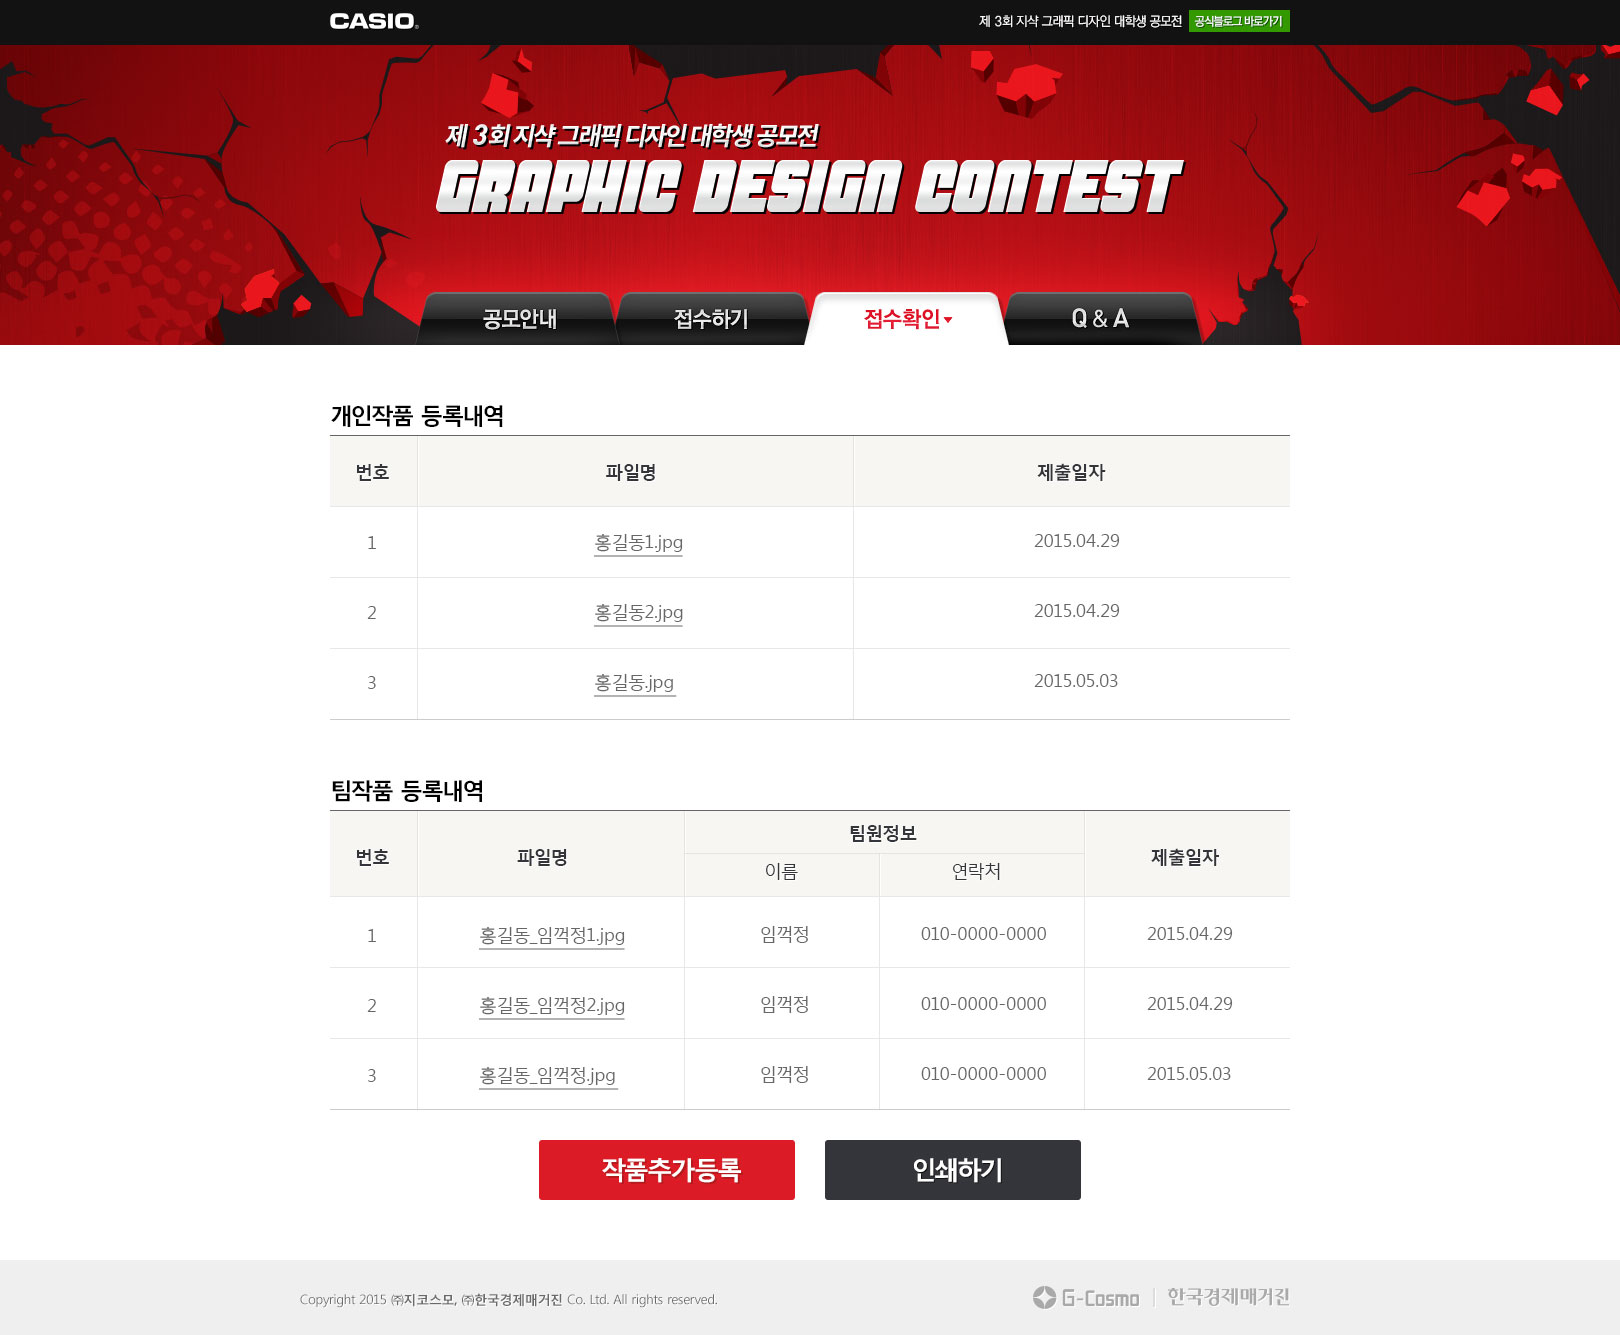 CASIO
제 3회 지샥 그래픽 디자인 대학생 공모전 공식블로그 바로가기
제 3회 지샥 그래픽 디자인 대학생 공모전
GRAPHIC DESIGN CONTEST
공모안내 접수하기 접수확인 Q & A
개인작품 등록내역
번호 파일명 제출일자
1 홍길동1.jpg 2015.04.29
2 홍길동2.jpg 2015.04.29
3 홍길동.jpg 2015.05.03
팀작품 등록내역
번호 파일명 팀원정보 제출일자
이름 연락처
1 홍길동_임꺽정1.jpg 임꺽정 010-0000-0000 2015.04.29
2 홍길동_임꺽정2.jpg 임꺽정 010-0000-0000 2015.04.29
3 홍길동_임꺽정.jpg 임꺽정 010-0000-0000 2015.05.03
작품추가등록 인쇄하기
Copyright 2015 ㈜지코스모, ㈜한국경제매거진 Co. Ltd. All rights reserved.
G-Cosmo 한국경제매거진